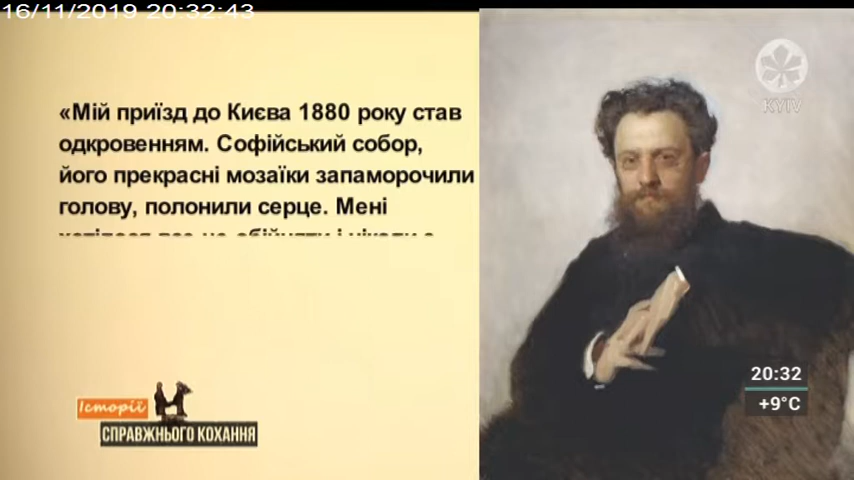 16/11/2019 20:32:43
KYIV
«Мій приїзд до Києва 1880 року став
одкровенням. Софійський собор,
його прекрасні мозаїки запаморочили
голову, полонили серце. Мені
Історії
СПРАВЖНЬОГО КОХАННЯ
20:32
+9°C